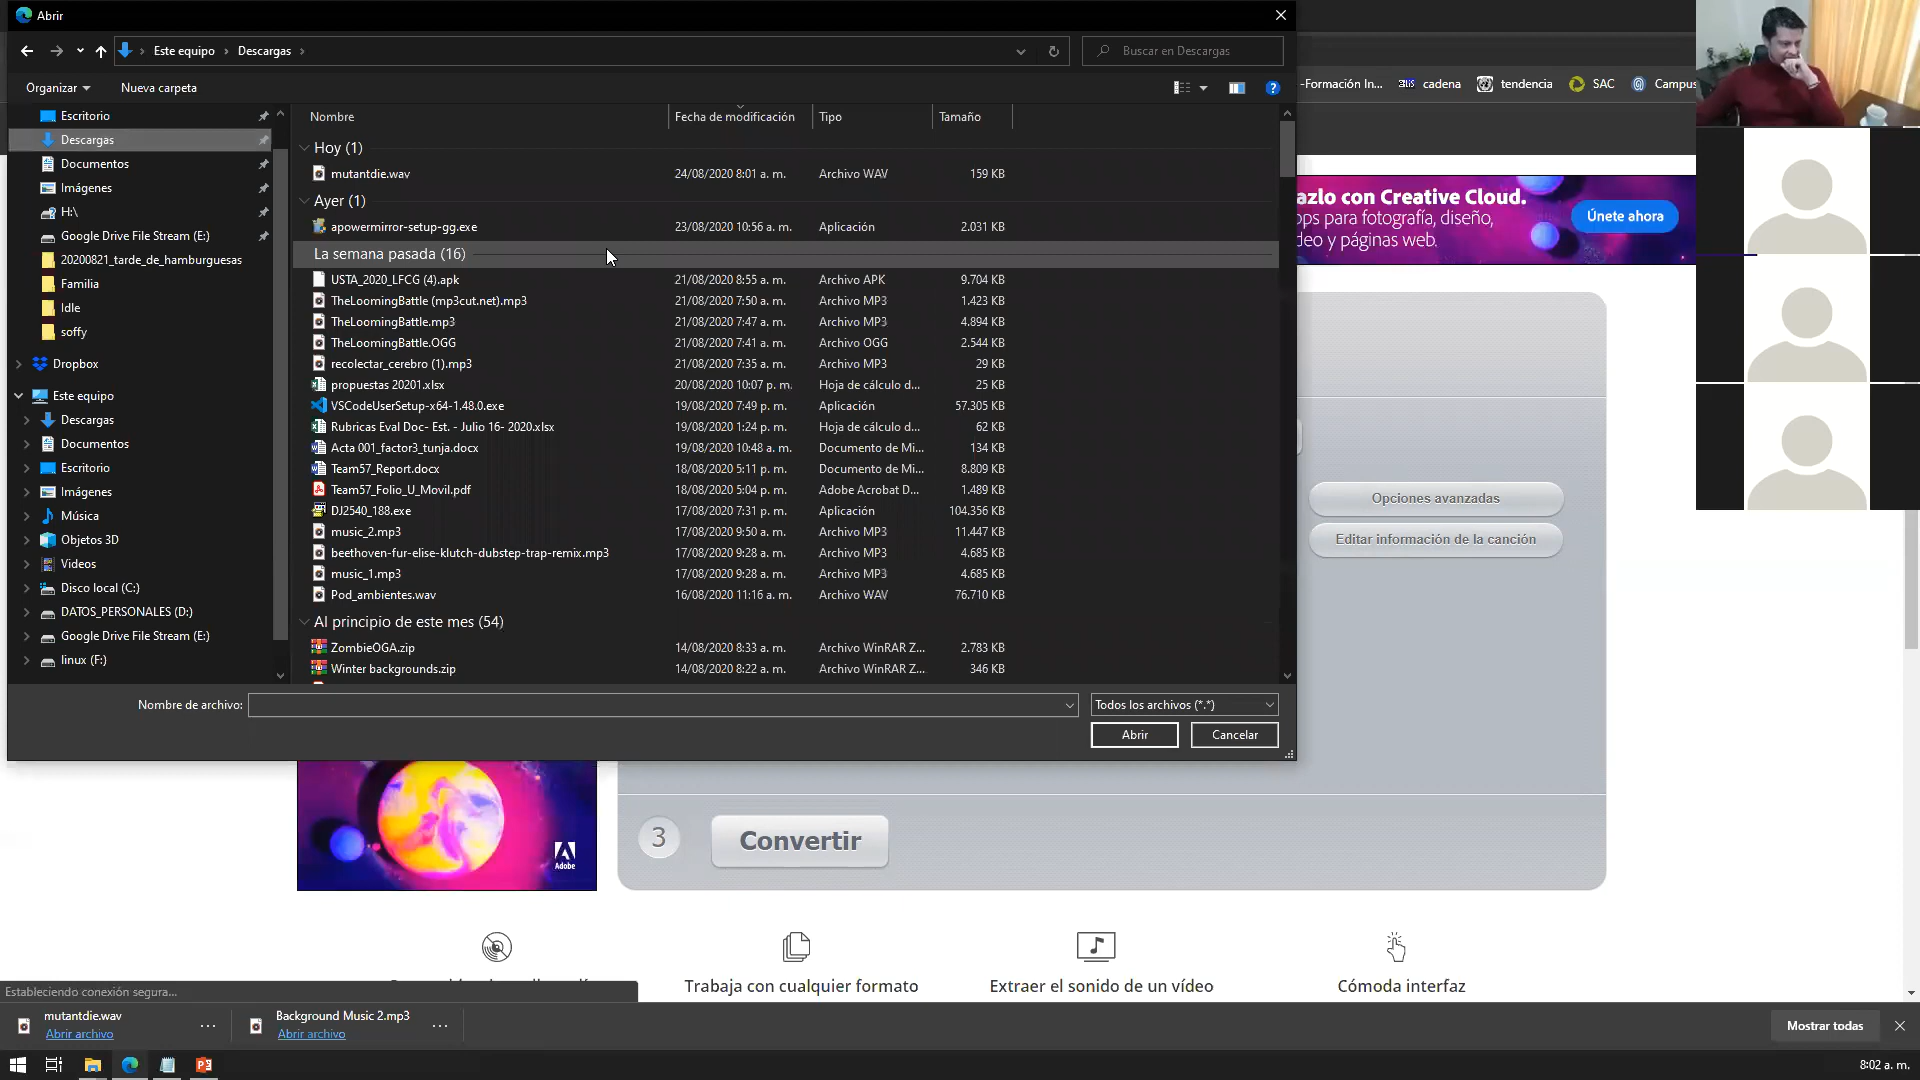 Abrir
Este equipo > Descargas >
Buscar en Descargas
Organizar
Nueva carpeta
-Formación In...
cadena
tendencia
SAC
Campus
Escritorio
Descargas
Documentos
Imágenes
H:\
Google Drive File Stream (E:)
20200821_tarde_de_hamburguesas
Familia
Idle
soffy
Dropbox
Este equipo
Descargas
Documentos
Escritorio
Imágenes
Música
Objetos 3D
Videos
Disco local (C:)
DATOS_PERSONALES (D:)
Google Drive File Stream (E:)
linux (F:)
Nombre Fecha de modificación Tipo Tamaño
Hoy (1)
mutantdie.wav 24/08/2020 8:01 a. m. Archivo WAV 159 KB
Ayer (1)
apowermirror-setup-gg.exe 23/08/2020 10:56 a. m. Aplicación 2.031 KB
La semana pasada (16)
USTA_2020_LFCG (4).apk 21/08/2020 8:55 a. m. Archivo APK 9.704 KB
TheLoomingBattle (mp3cut.net).mp3 21/08/2020 7:50 a. m. Archivo MP3 1.423 KB
TheLoomingBattle.mp3 21/08/2020 7:47 a. m. Archivo MP3 4.894 KB
TheLoomingBattle.OGG 21/08/2020 7:41 a. m. Archivo OGG 2.544 KB
recolectar_cerebro (1).mp3 21/08/2020 7:35 a. m. Archivo MP3 29 KB
propuestas 20201.xlsx 20/08/2020 10:07 p. m. Hoja de cálculo d... 25 KB
VSCodeUserSetup-x64-1.48.0.exe 19/08/2020 7:49 p. m. Aplicación 57.305 KB
Rubricas Eval Doc- Est. - Julio 16- 2020.xlsx 19/08/2020 1:24 p. m. Hoja de cálculo d... 62 KB
Acta 001_factor3_tunja.docx 19/08/2020 10:48 a. m. Documento de Mi... 134 KB
Team57_Report.docx 18/08/2020 5:11 p. m. Documento de Mi... 8.809 KB
Team57_Folio_U_Movil.pdf 18/08/2020 5:04 p. m. Adobe Acrobat D... 1.489 KB
DJ2540_188.exe 17/08/2020 7:31 p. m. Aplicación 104.356 KB
music_2.mp3 17/08/2020 9:50 a. m. Archivo MP3 11.447 KB
beethoven-fur-elise-klutch-dubstep-trap-remix.mp3 17/08/2020 9:28 a. m. Archivo MP3 4.685 KB
music_1.mp3 17/08/2020 9:28 a. m. Archivo MP3 4.685 KB
Pod_ambientes.wav 16/08/2020 11:16 a. m. Archivo WAV 76.710 KB
Al principio de este mes (54)
ZombieOGA.zip 14/08/2020 8:33 a. m. Archivo WinRAR Z... 2.783 KB
Winter backgrounds.zip 14/08/2020 8:22 a. m. Archivo WinRAR Z... 346 KB
Nombre de archivo:
Todos los archivos (*.*)
Abrir
Cancelar
azlo con Creative Cloud.
ps para fotografía, diseño,
eo y páginas web.
Únete ahora
Opciones avanzadas
Editar información de la canción
Adobe
3
Convertir
Trabaja con cualquier formato
Extraer el sonido de un vídeo
Cómoda interfaz
Estableciendo conexión segura...
mutantdie.wav
Abrir archivo
Background Music 2.mp3
Abrir archivo
Mostrar todas
8:02 a. m.